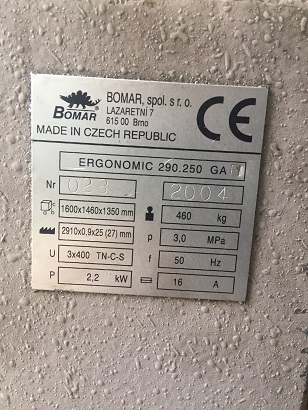 BOMAR
BOMAR, spol. s r. o.
LAZARETNÍ 7
615 00 Brno
MADE IN CZECH REPUBLIC
CE
ERGONOMIC 290.250 GA
Nr 023 2004
1600x1460x1350 mm 460 kg
2910x0,9x25 (27) mm p 3,0 MPa
U 3x400 TN-C-S f 50 Hz
P 2,2 kW 16 A